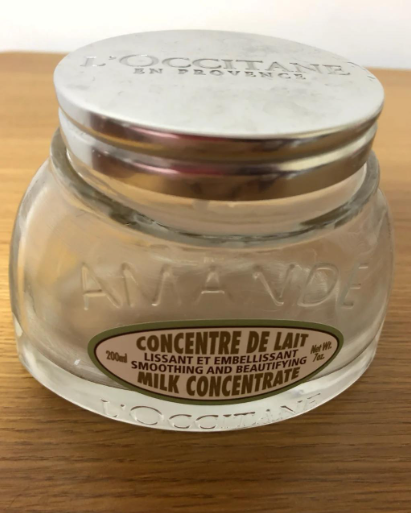 L'OCCITANE
EN PROVENCE
AMANDE
CONCENTRE DE LAIT
200ml
LISSANT ET EMBELLISSANT
SMOOTHING AND BEAUTIFYING
Net Wt.
7oz.
MILK CONCENTRATE
L'OCCITANE